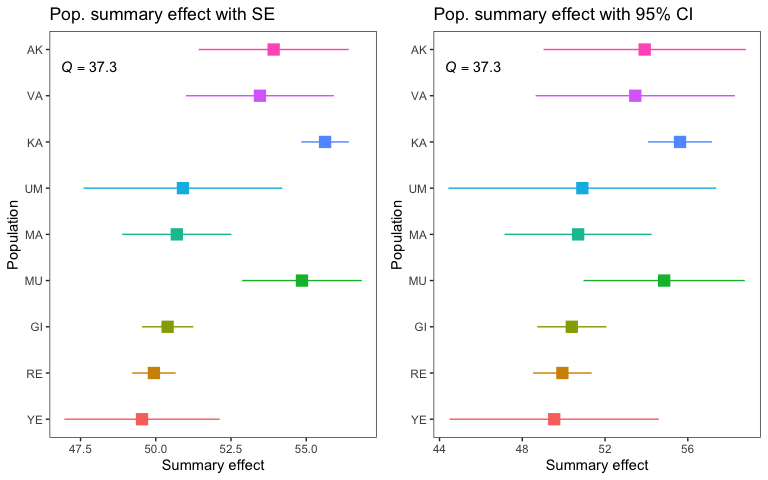 Pop. summary effect with SE
Population
AK
VA
KA
UM
MA
MU
GI
RE
YE
Q = 37.3
47.5 50.0 52.5 55.0
Summary effect
Pop. summary effect with 95% CI
Population
AK
VA
KA
UM
MA
MU
GI
RE
YE
Q = 37.3
44 48 52 56
Summary effect